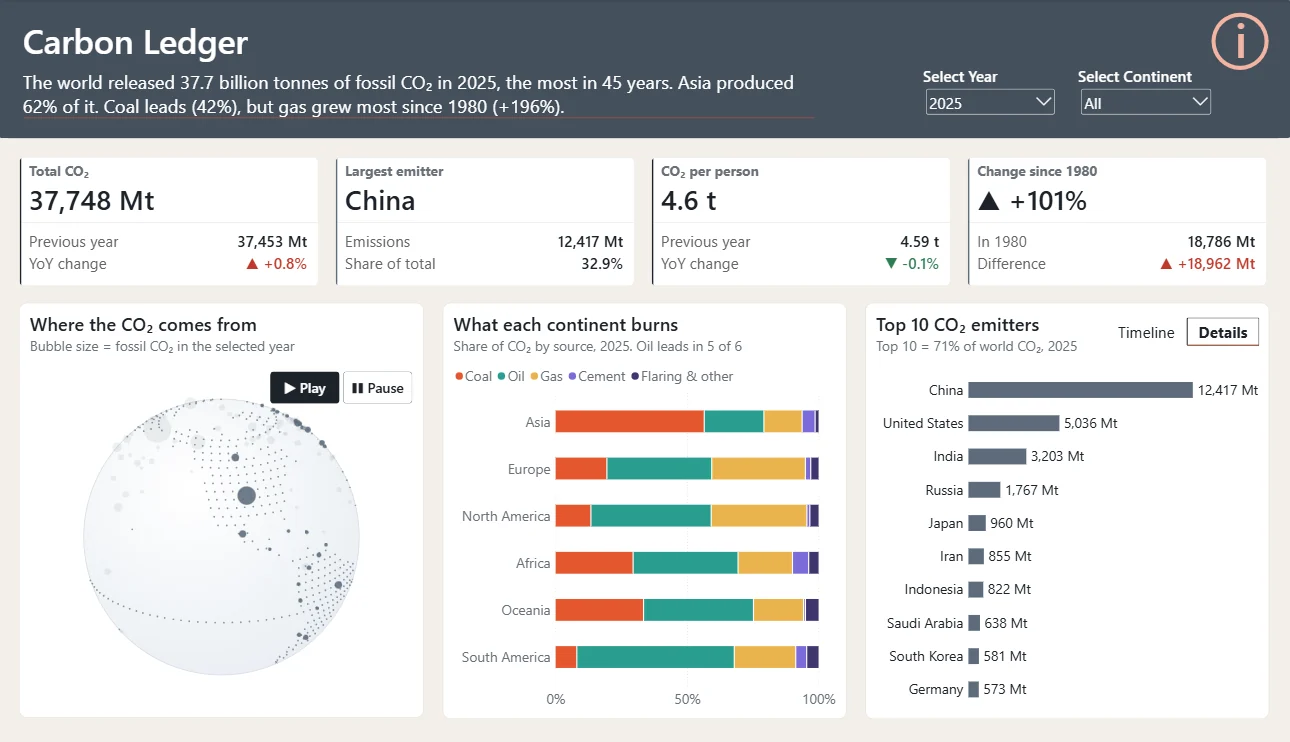 Carbon Ledger
The world released 37.7 billion tonnes of fossil CO₂ in 2025, the most in 45 years. Asia produced
62% of it. Coal leads (42%), but gas grew most since 1980 (+196%).
Select Year
2025
Select Continent
All
i
Total CO₂
37,748 Mt
Previous year 37,453 Mt
YoY change ▲ +0.8%
Largest emitter
China
Emissions 12,417 Mt
Share of total 32.9%
CO₂ per person
4.6 t
Previous year 4.59 t
YoY change ▼ -0.1%
Change since 1980
▲ +101%
In 1980 18,786 Mt
Difference ▲ +18,962 Mt
Where the CO₂ comes from
Bubble size = fossil CO₂ in the selected year
Play
Pause
What each continent burns
Share of CO₂ by source, 2025. Oil leads in 5 of 6
Coal Oil Gas Cement Flaring & other
Asia
Europe
North America
Africa
Oceania
South America
0% 50% 100%
Top 10 CO₂ emitters
Top 10 = 71% of world CO₂, 2025
Timeline
Details
China 12,417 Mt
United States 5,036 Mt
India 3,203 Mt
Russia 1,767 Mt
Japan 960 Mt
Iran 855 Mt
Indonesia 822 Mt
Saudi Arabia 638 Mt
South Korea 581 Mt
Germany 573 Mt